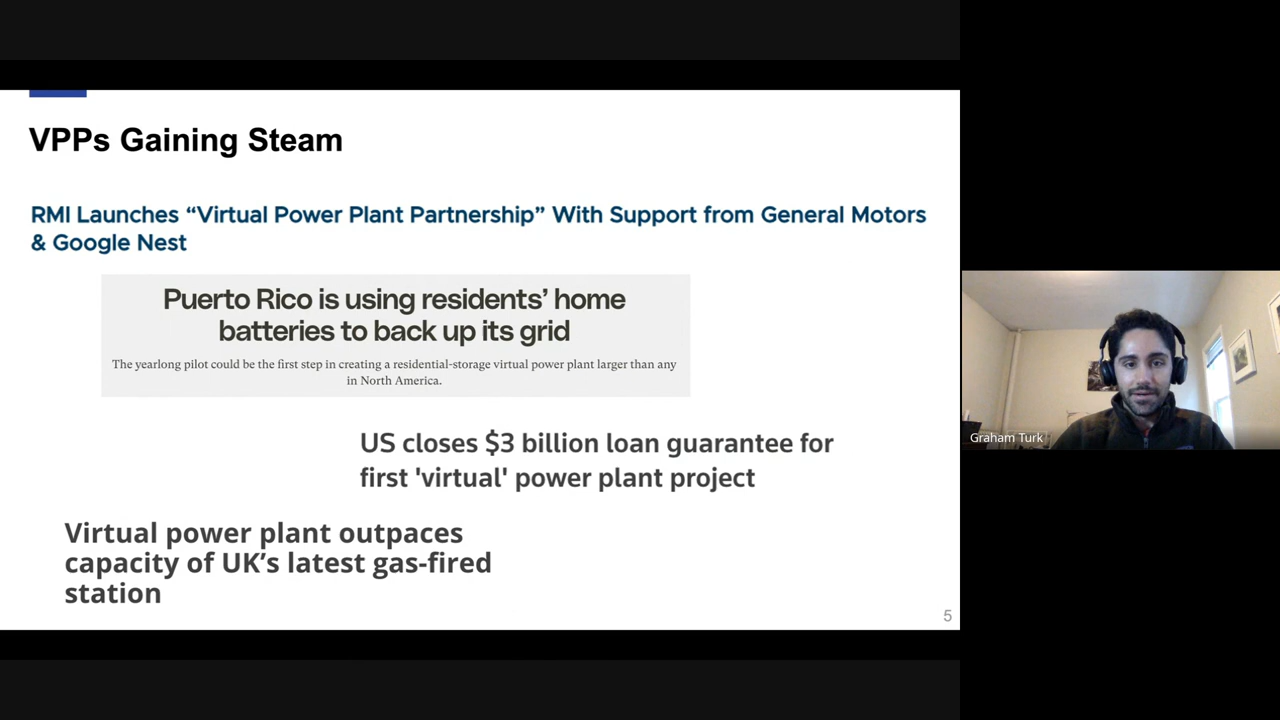 VPPs Gaining Steam
RMI Launches “Virtual Power Plant Partnership” With Support from General Motors
& Google Nest
Puerto Rico is using residents’ home
batteries to back up its grid
The yearlong pilot could be the first step in creating a residential-storage virtual power plant larger than any
in North America.
US closes $3 billion loan guarantee for
first 'virtual' power plant project
Virtual power plant outpaces
capacity of UK’s latest gas-fired
station
5
Graham Turk